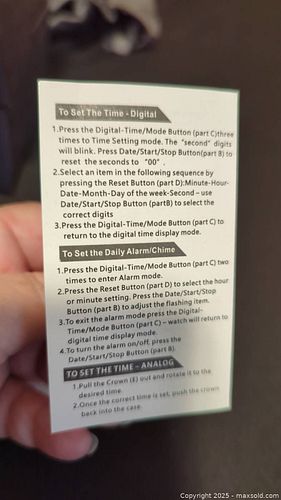 To Set The Time - Digital
1.Press the Digital-Time/Mode Button (part C)three
times to Time Setting mode. The "second" digits
will blink. Press Date/Start/Stop Button(part B) to
reset the seconds to "00" .
2.Select an item in the following sequence by
pressing the Reset Button (part D):Minute-Hour-
Date-Month-Day of the week-Second – use
Date/Start/Stop Button (partB) to select the
correct digits
3.Press the Digital-Time/Mode Button (part C) to
return to the digital time display mode.
To Set the Daily Alarm/Chime
1.Press the Digital-Time/Mode Button (part C) two
times to enter Alarm mode.
2.Press the Reset Button (part D) to select the hour
or minute setting. Press the Date/Start/Stop
Button (part B) to adjust the flashing item.
3.To exit the alarm mode press the Digital-
Time/Mode Button (part C) – watch will return to
digital time display mode.
4.To turn the alarm on/off, press the
Date/Start/Stop Button (part B).
TO SET THE TIME - ANALOG
1.Pull the Crown (E) out and rotate it to the
desired time.
2.Once the correct time is set, push the crown
back into the case.
Copyright © 2025 - maxsold.com